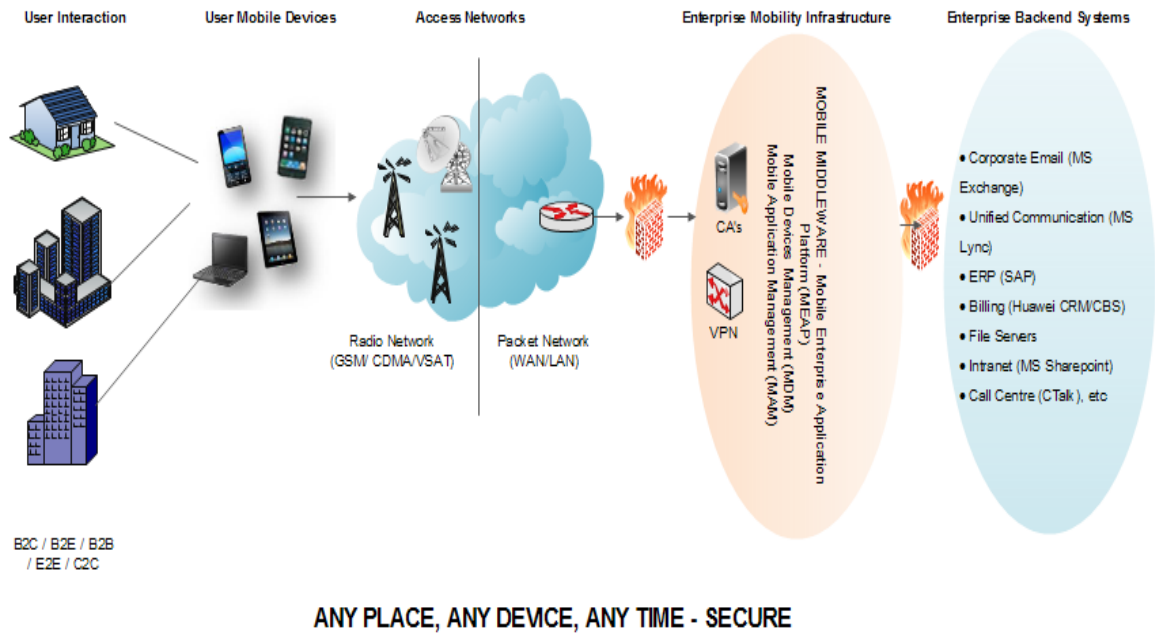 User Interaction
User Mobile Devices
Access Networks
Enterprise Mobility Infrastructure
Enterprise Backend Systems
Radio Network
(GSM/ CDMA/VSAT)
Packet Network
(WAN/LAN)
CA's
VPN
MOBILE MIDDLEWARE - Mobile Enterprise Application
Platform (MEAP)
Mobile Devices Management (MDM)
Mobile Application Management (MAM)
• Corporate Email (MS
Exchange)
• Unified Communication (MS
Lync)
• ERP (SAP)
• Billing (Huawei CRM/CBS)
• File Servers
• Intranet (MS Sharepoint)
• Call Centre (CTalk), etc
B2C / B2E / B2B
/ E2E / C2C
ANY PLACE, ANY DEVICE, ANY TIME - SECURE